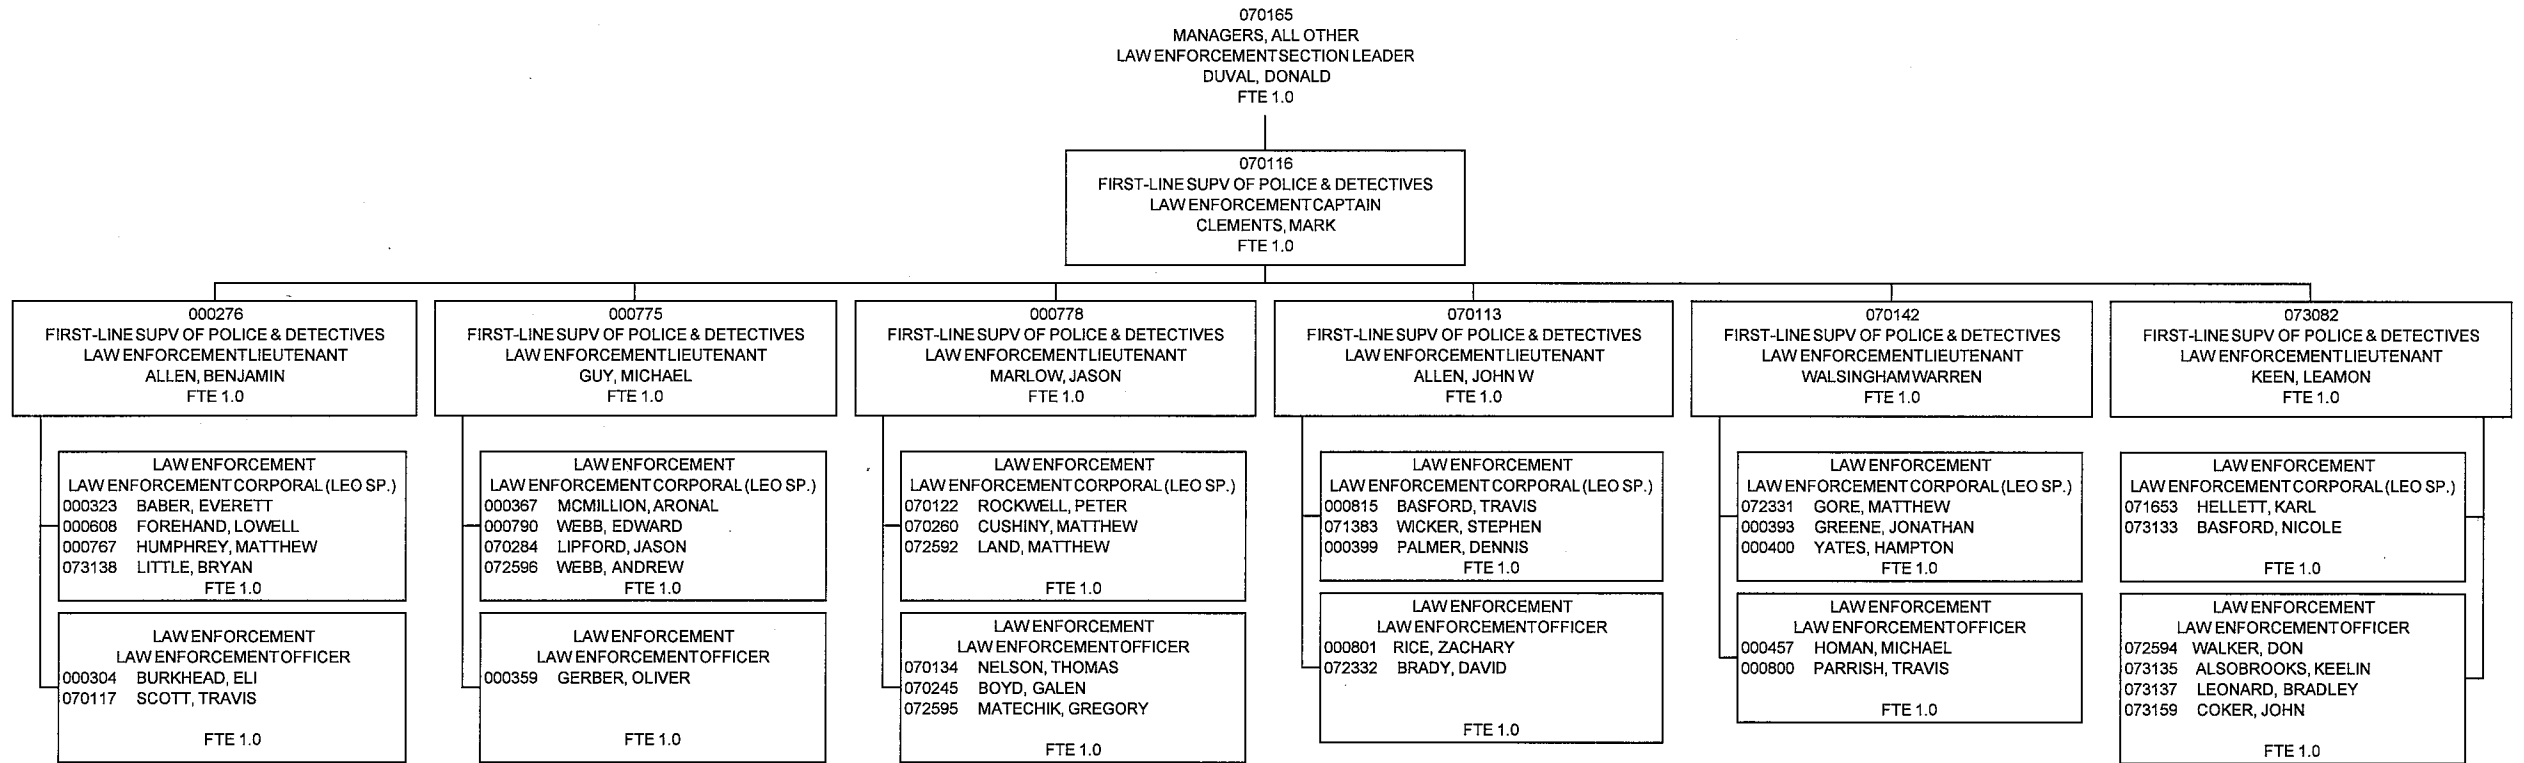 070165
MANAGERS, ALL OTHER
LAW ENFORCEMENT SECTION LEADER
DUVAL, DONALD
FTE 1.0
070116
FIRST-LINE SUPV OF POLICE & DETECTIVES
LAW ENFORCEMENT CAPTAIN
CLEMENTS, MARK
FTE 1.0
000276
FIRST-LINE SUPV OF POLICE & DETECTIVES
LAW ENFORCEMENT LIEUTENANT
ALLEN, BENJAMIN
FTE 1.0
LAW ENFORCEMENT
LAW ENFORCEMENT CORPORAL (LEO SP.)
000323 BABER, EVERETT
000608 FOREHAND, LOWELL
000767 HUMPHREY, MATTHEW
073138 LITTLE, BRYAN
FTE 1.0
LAW ENFORCEMENT
LAW ENFORCEMENT OFFICER
000304 BURKHEAD, ELI
070117 SCOTT, TRAVIS
FTE 1.0
000775
FIRST-LINE SUPV OF POLICE & DETECTIVES
LAW ENFORCEMENT LIEUTENANT
GUY, MICHAEL
FTE 1.0
LAW ENFORCEMENT
LAW ENFORCEMENT CORPORAL (LEO SP.)
000367 MCMILLION, ARONAL
000790 WEBB, EDWARD
070284 LIPFORD, JASON
072596 WEBB, ANDREW
FTE 1.0
LAW ENFORCEMENT
LAW ENFORCEMENT OFFICER
000359 GERBER, OLIVER
FTE 1.0
000778
FIRST-LINE SUPV OF POLICE & DETECTIVES
LAW ENFORCEMENT LIEUTENANT
MARLOW, JASON
FTE 1.0
LAW ENFORCEMENT
LAW ENFORCEMENT CORPORAL (LEO SP.)
070122 ROCKWELL, PETER
070260 CUSHINY, MATTHEW
072592 LAND, MATTHEW
FTE 1.0
LAW ENFORCEMENT
LAW ENFORCEMENT OFFICER
070134 NELSON, THOMAS
070245 BOYD, GALEN
072595 MATECHIK, GREGORY
FTE 1.0
070113
FIRST-LINE SUPV OF POLICE & DETECTIVES
LAW ENFORCEMENT LIEUTENANT
ALLEN, JOHN W
FTE 1.0
LAW ENFORCEMENT
LAW ENFORCEMENT CORPORAL (LEO SP.)
000815 BASFORD, TRAVIS
071383 WICKER, STEPHEN
000399 PALMER, DENNIS
FTE 1.0
LAW ENFORCEMENT
LAW ENFORCEMENT OFFICER
000801 RICE, ZACHARY
072332 BRADY, DAVID
FTE 1.0
070142
FIRST-LINE SUPV OF POLICE & DETECTIVES
LAW ENFORCEMENT LIEUTENANT
WALSINGHAM WARREN
FTE 1.0
LAW ENFORCEMENT
LAW ENFORCEMENT CORPORAL (LEO SP.)
072331 GORE, MATTHEW
000393 GREENE, JONATHAN
000400 YATES, HAMPTON
FTE 1.0
LAW ENFORCEMENT
LAW ENFORCEMENT OFFICER
000457 HOMAN, MICHAEL
000800 PARRISH, TRAVIS
FTE 1.0
073082
FIRST-LINE SUPV OF POLICE & DETECTIVES
LAW ENFORCEMENT LIEUTENANT
KEEN, LEAMON
FTE 1.0
LAW ENFORCEMENT
LAW ENFORCEMENT CORPORAL (LEO SP.)
071653 HELLETT, KARL
073133 BASFORD, NICOLE
FTE 1.0
LAW ENFORCEMENT
LAW ENFORCEMENT OFFICER
072594 WALKER, DON
073135 ALSOBROOKS, KEELIN
073137 LEONARD, BRADLEY
073159 COKER, JOHN
FTE 1.0